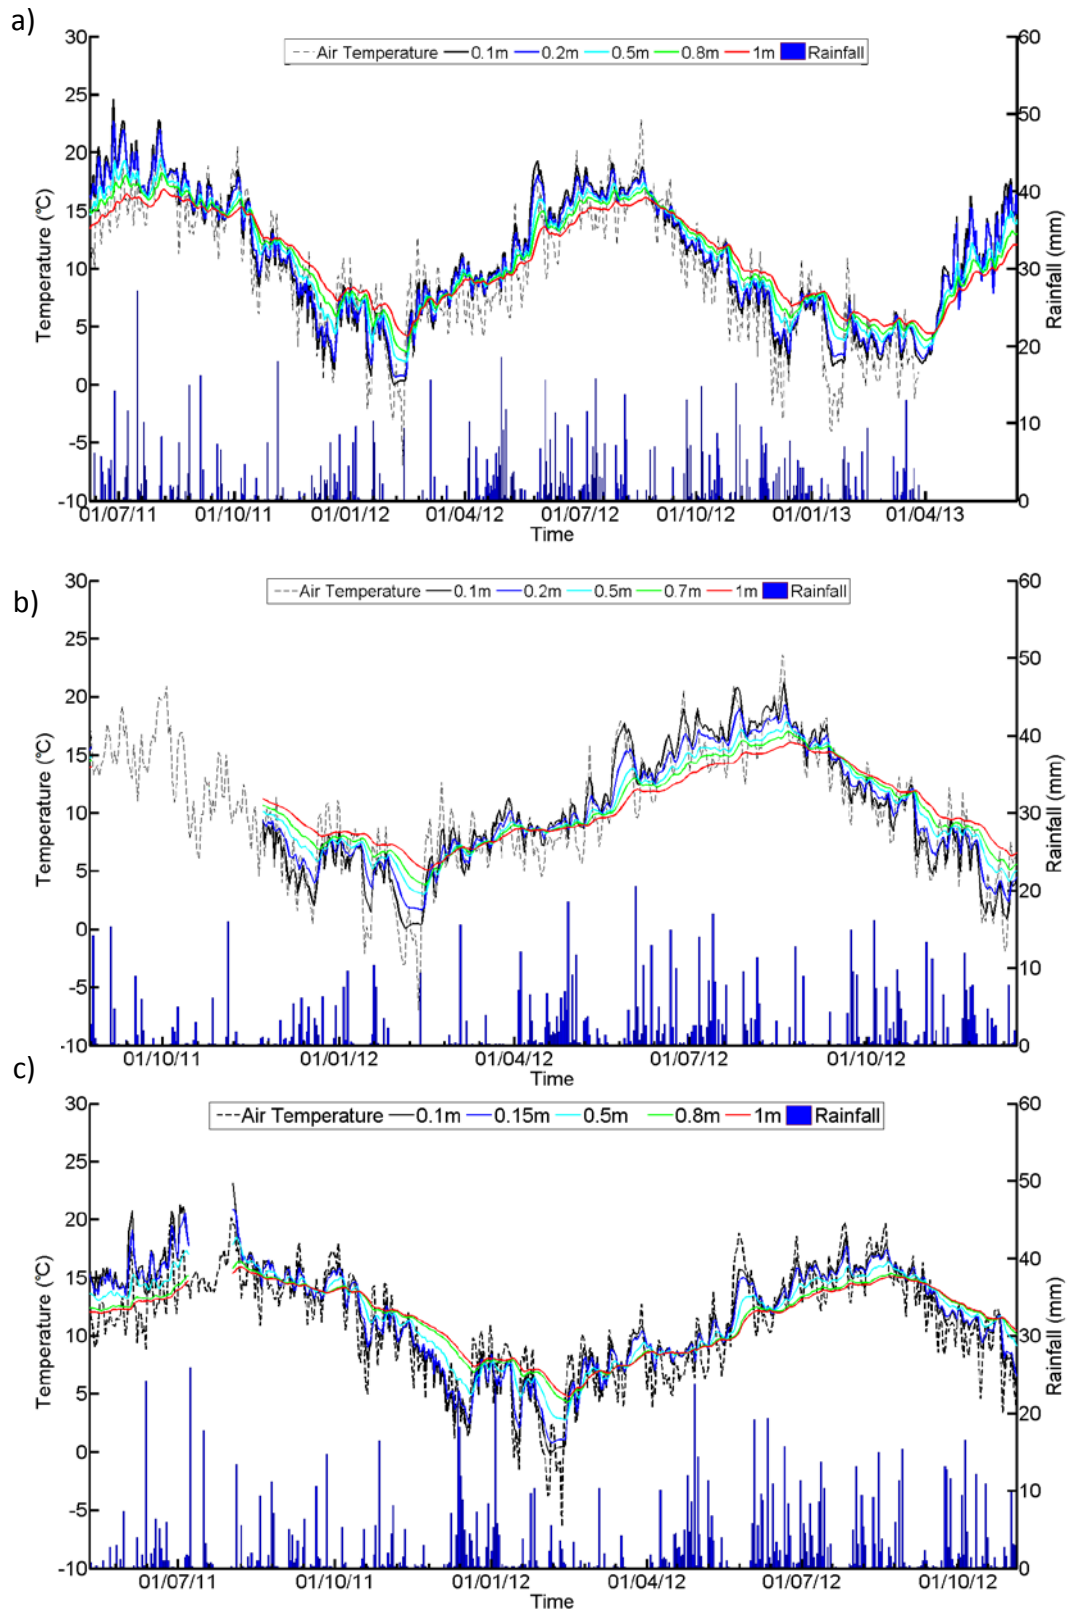 a)
Air Temperature 0.1m 0.2m 0.5m 0.8m 1m Rainfall
30 25 20 15 10 5 0 -5 -10
Temperature (°C)
60 50 40 30 20 10 0
Rainfall (mm)
01/07/11 01/10/11 01/01/12 01/04/12 01/07/12 01/10/12 01/01/13 01/04/13
Time
b)
Air Temperature 0.1m 0.2m 0.5m 0.7m 1m Rainfall
30 25 20 15 10 5 0 -5 -10
Temperature (°C)
60 50 40 30 20 10 0
Rainfall (mm)
01/10/11 01/01/12 01/04/12 01/07/12 01/10/12
Time
c)
Air Temperature 0.1m 0.15m 0.5m 0.8m 1m Rainfall
30 25 20 15 10 5 0 -5 -10
Temperature (°C)
60 50 40 30 20 10 0
Rainfall (mm)
01/07/11 01/10/11 01/01/12 01/04/12 01/07/12 01/10/12
Time